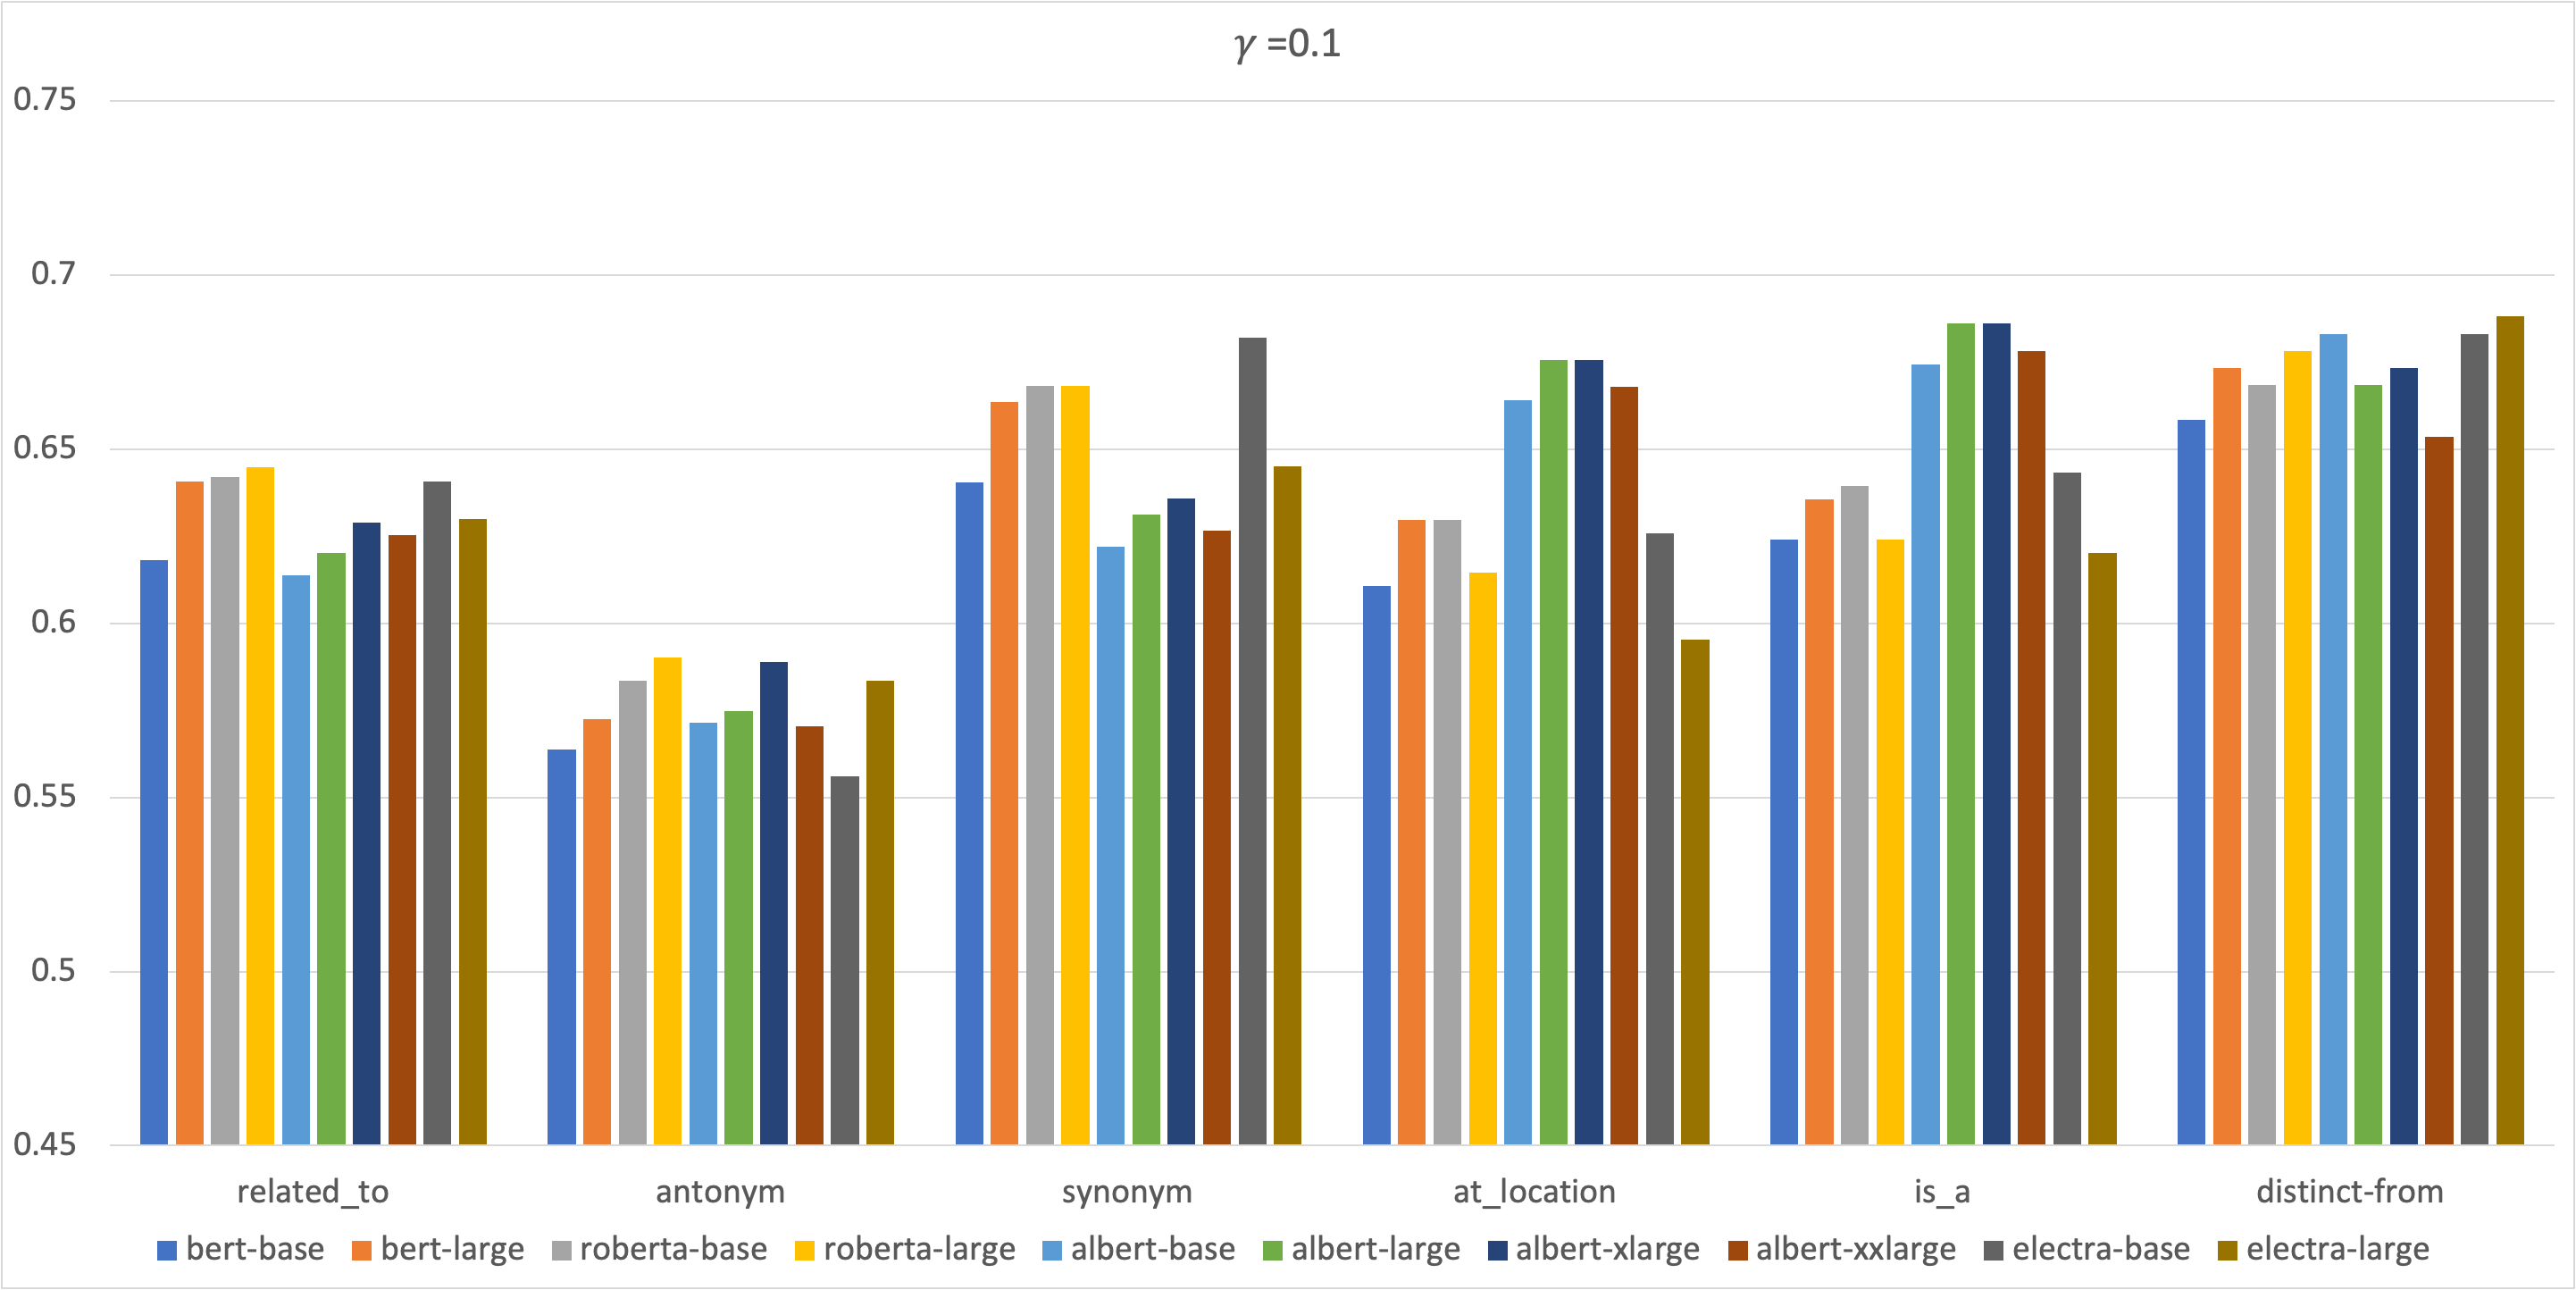 γ =0.1
0.75
0.7
0.65
0.6
0.55
0.5
0.45
related_to antonym synonym at_location is_a distinct-from
bert-base bert-large roberta-base roberta-large albert-base albert-large albert-xlarge albert-xxlarge electra-base electra-large